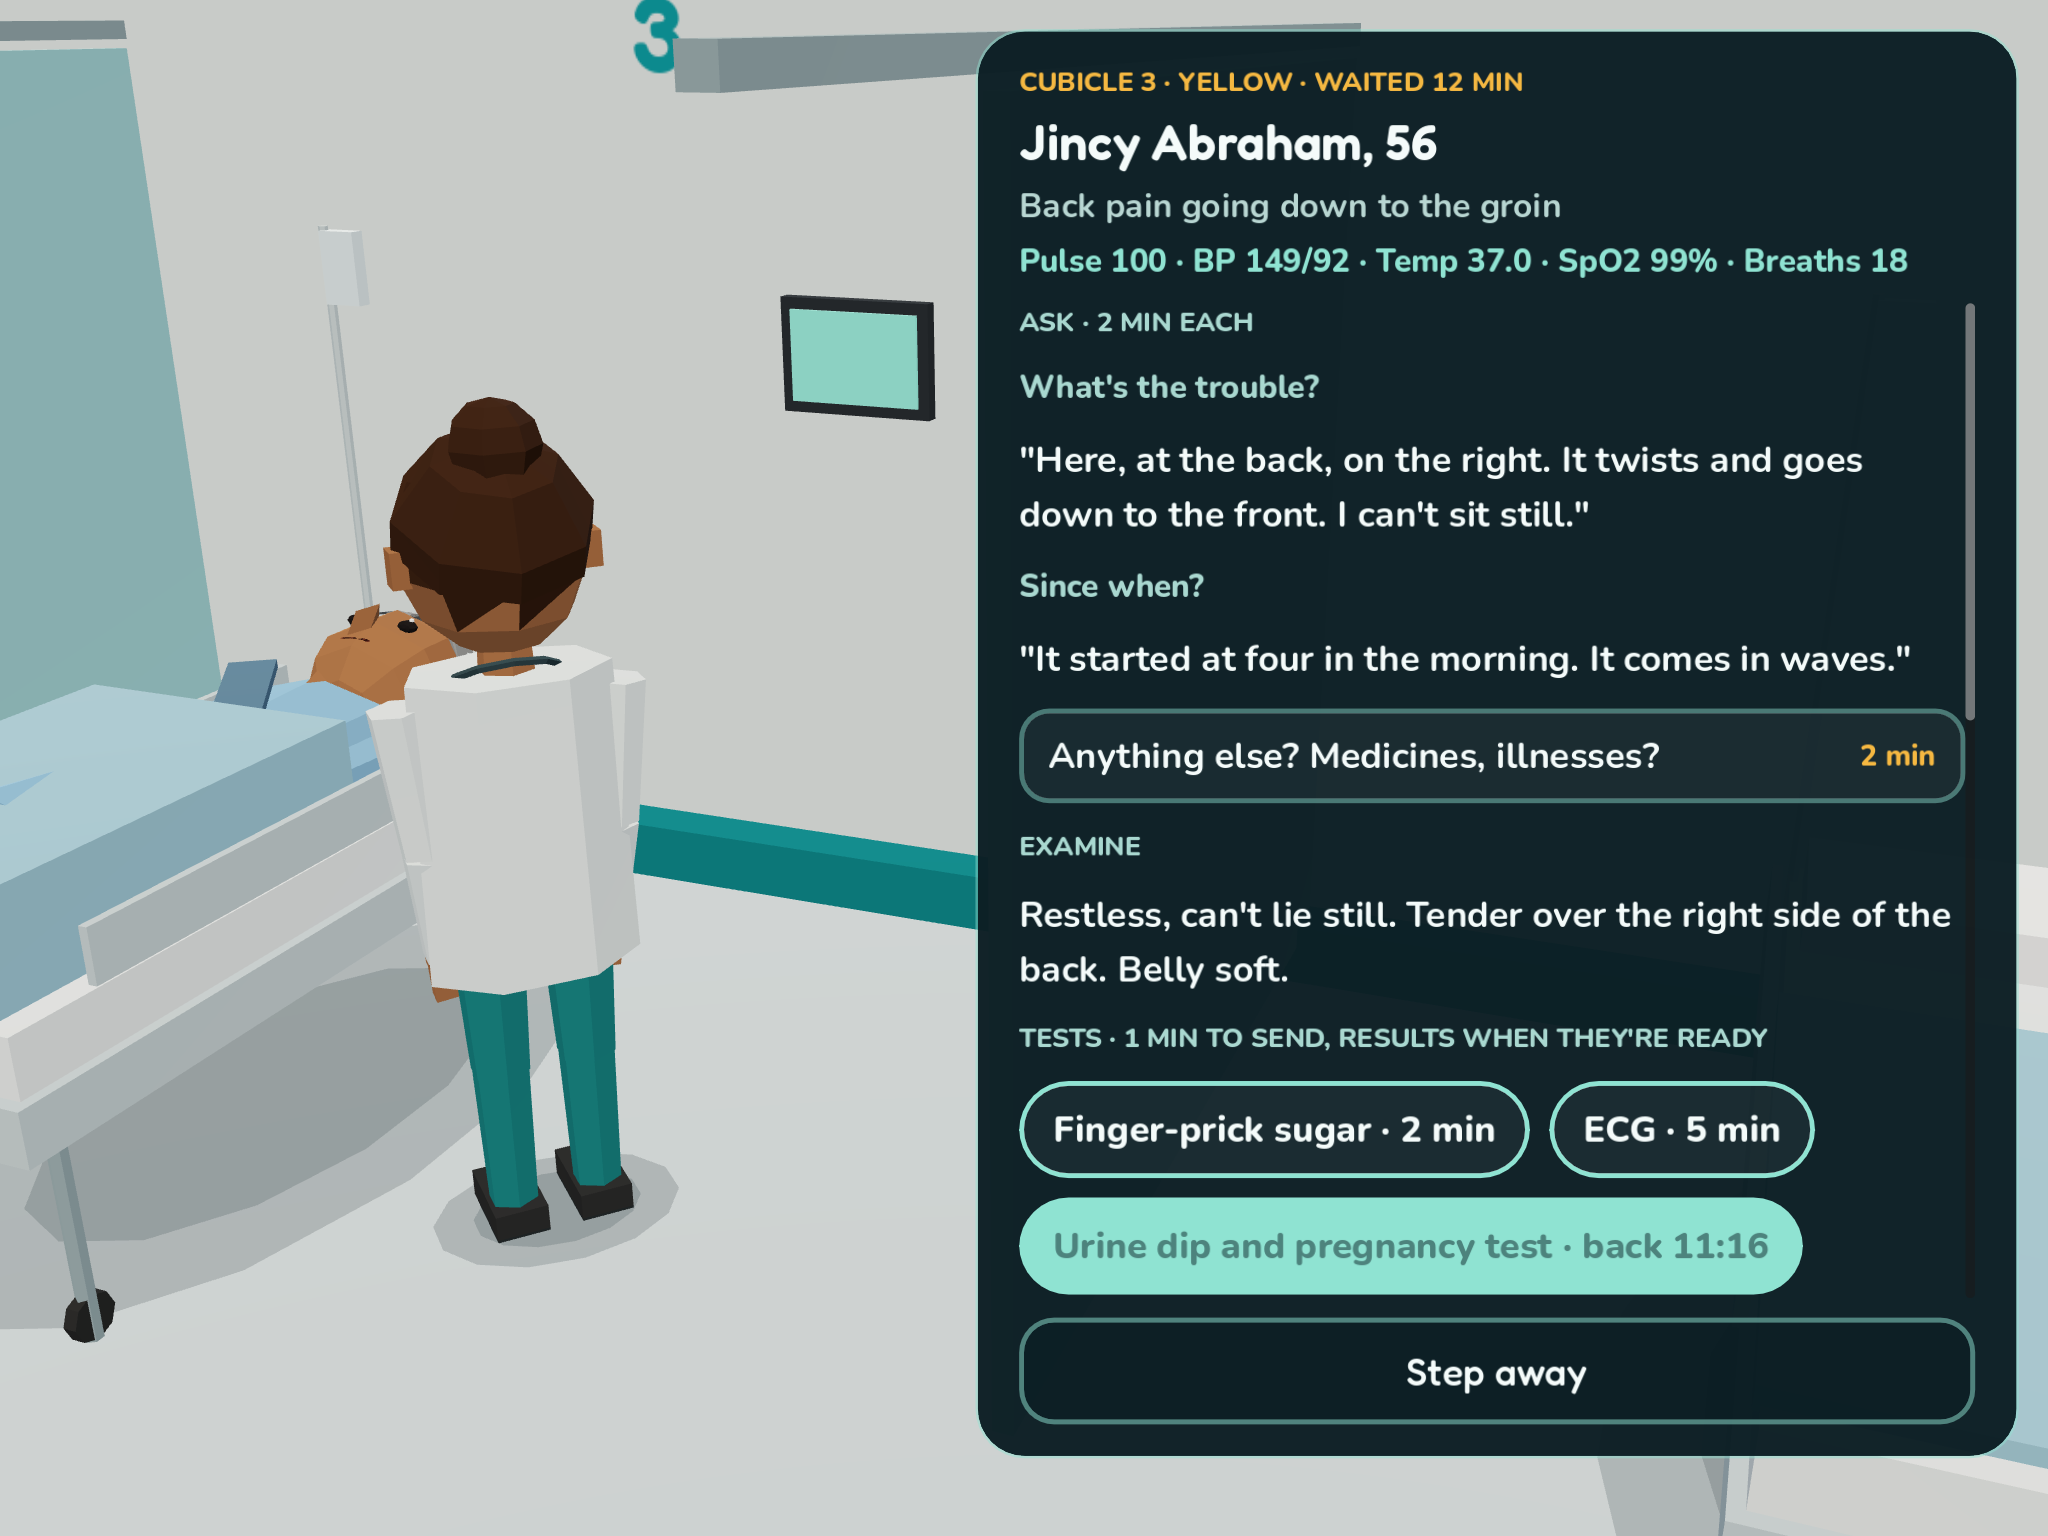 3
CUBICLE 3 · YELLOW · WAITED 12 MIN
Jincy Abraham, 56
Back pain going down to the groin
Pulse 100 · BP 149/92 · Temp 37.0 · SpO2 99% · Breaths 18
ASK · 2 MIN EACH
What's the trouble?
"Here, at the back, on the right. It twists and goes
down to the front. I can't sit still."
Since when?
"It started at four in the morning. It comes in waves."
Anything else? Medicines, illnesses? 2 min
EXAMINE
Restless, can't lie still. Tender over the right side of the
back. Belly soft.
TESTS · 1 MIN TO SEND, RESULTS WHEN THEY'RE READY
Finger-prick sugar · 2 min ECG · 5 min
Urine dip and pregnancy test · back 11:16
Step away